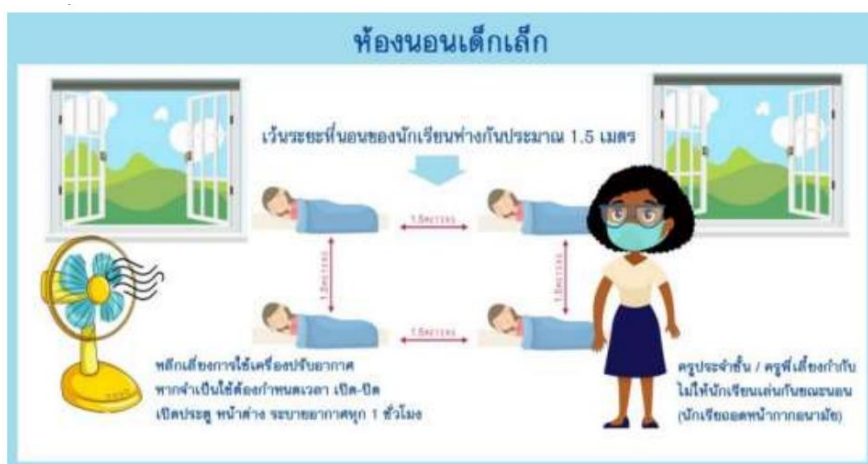 ห้องนอนเด็กเล็ก
เว้นระยะที่นอนของนักเรียนห่างกันประมาณ 1.5 เมตร
1.5METERS
1.5METERS
1.5METERS
1.5METERS
หลีกเลี่ยงการใช้เครื่องปรับอากาศ
หากจำเป็นใช้ต้องกำหนดเวลา เปิด-ปิด
เปิดประตู หน้าต่าง ระบายอากาศทุก 1 ชั่วโมง
ครูประจำชั้น / ครูพี่เลี้ยงกำกับ
ไม่ให้นักเรียนเล่นกันขณะนอน
(นักเรียถอดหน้ากากอนามัย)